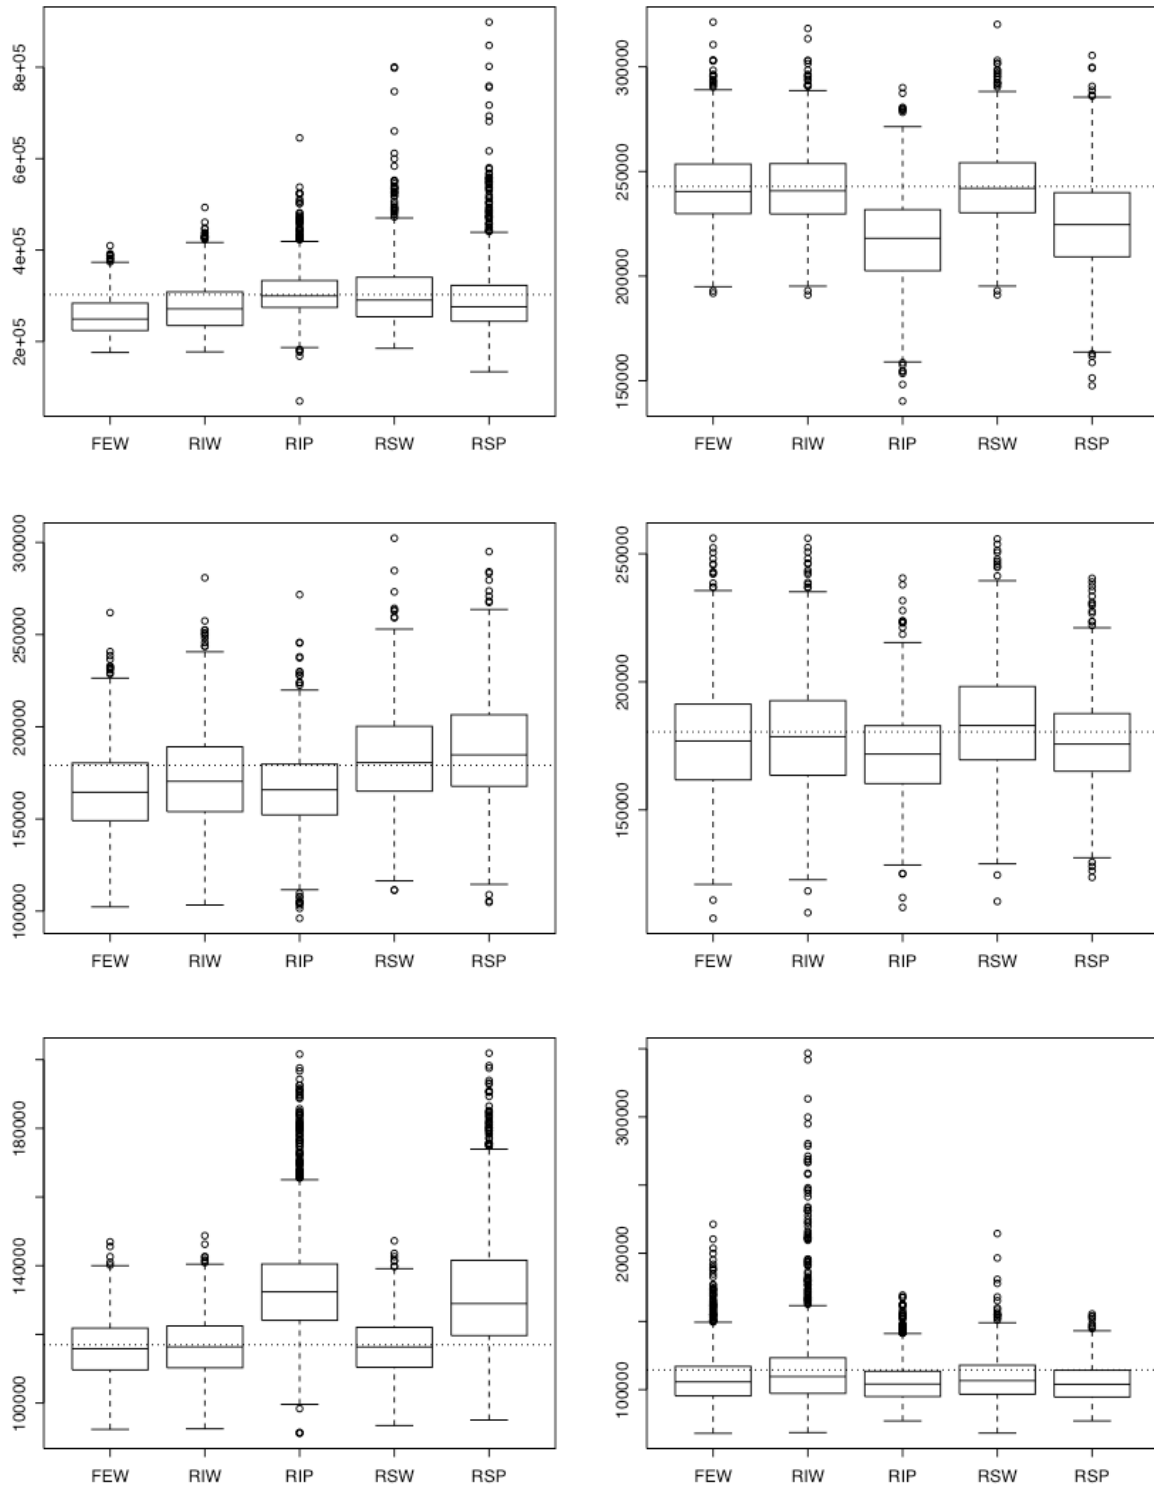 8e+05
6e+05
4e+05
2e+05
FEW RIW RIP RSW RSP
300000
250000
200000
150000
FEW RIW RIP RSW RSP
300000
250000
200000
150000
100000
FEW RIW RIP RSW RSP
250000
200000
150000
FEW RIW RIP RSW RSP
180000
140000
100000
FEW RIW RIP RSW RSP
300000
200000
100000
FEW RIW RIP RSW RSP